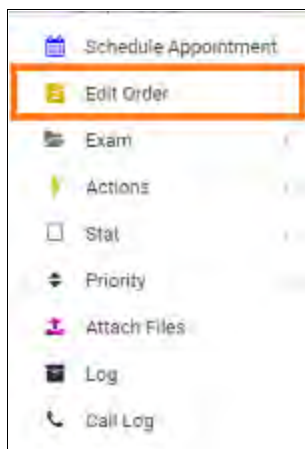 Schedule Appointment
Edit Order
Exam
Actions
Stat
Priority
Attach Files
Log
Call Log